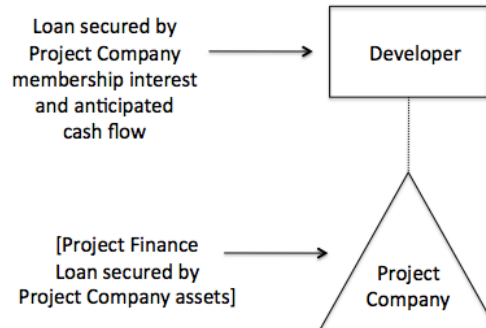 Loan secured by
Project Company
membership interest
and anticipated
cash flow
Developer
[Project Finance
Loan secured by
Project Company assets]
Project
Company